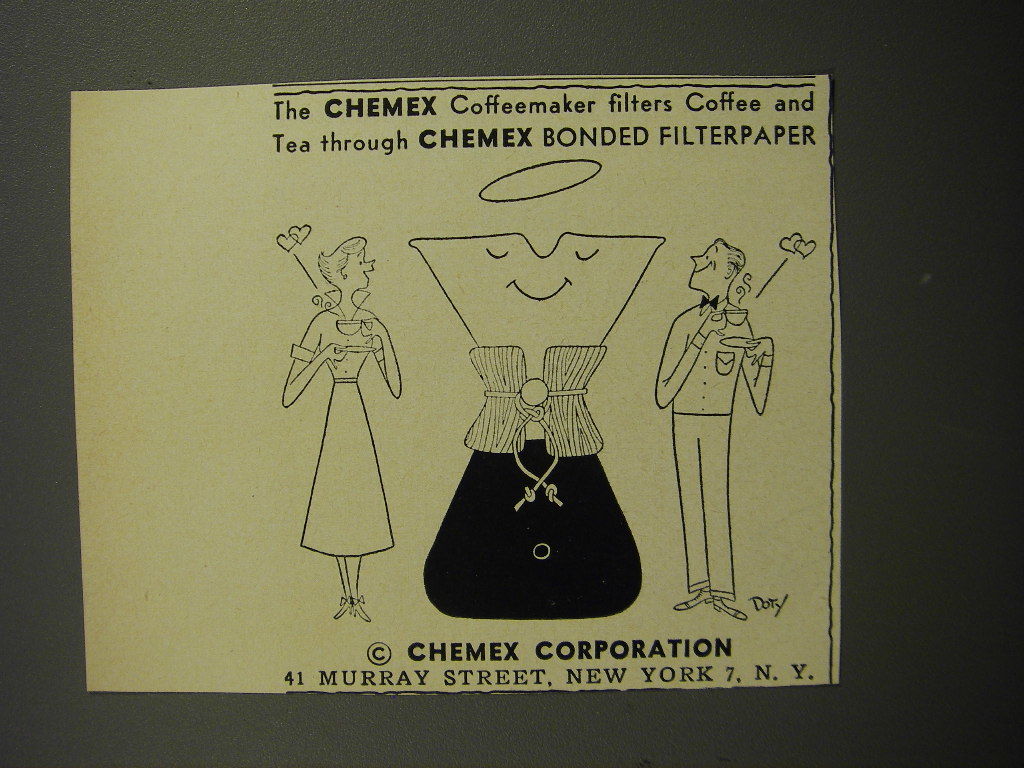 The CHEMEX Coffeemaker filters Coffee and
Tea through CHEMEX BONDED FILTERPAPER
DOTY
© CHEMEX CORPORATION
41 MURRAY STREET, NEW YORK 7, N. Y.